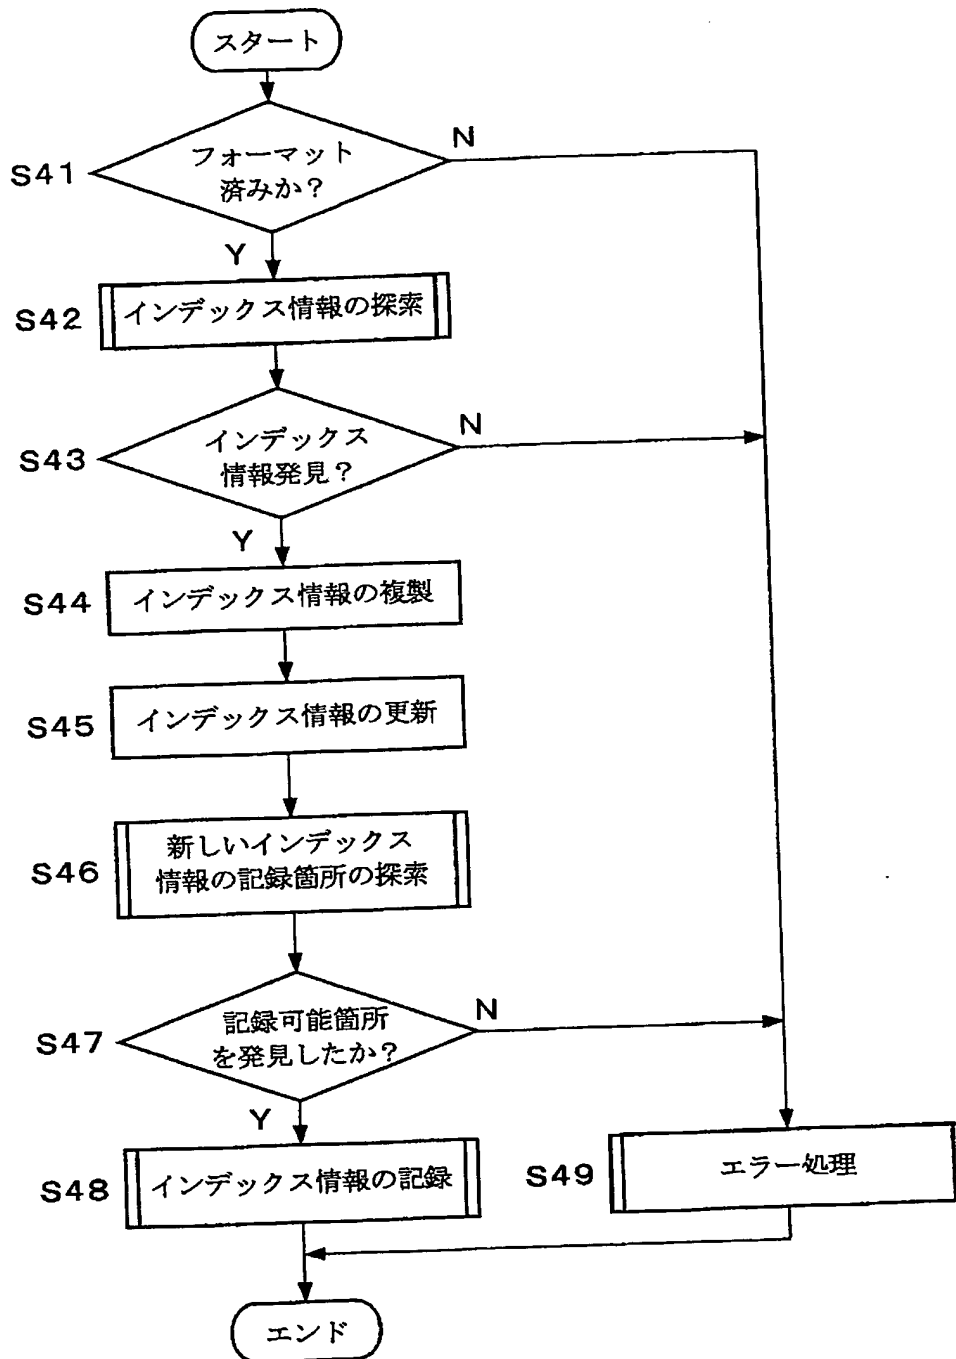 スタート
N
S41
フォーマット
済みか?
Y
S42
インデックス情報の探索
N
S43
インデックス
情報発見?
Y
S44
インデックス情報の複製
S45
インデックス情報の更新
S46
新しいインデックス
情報の記録箇所の探索
N
S47
記録可能箇所
を発見したか?
Y
S48
インデックス情報の記録
S49
エラー処理
エンド